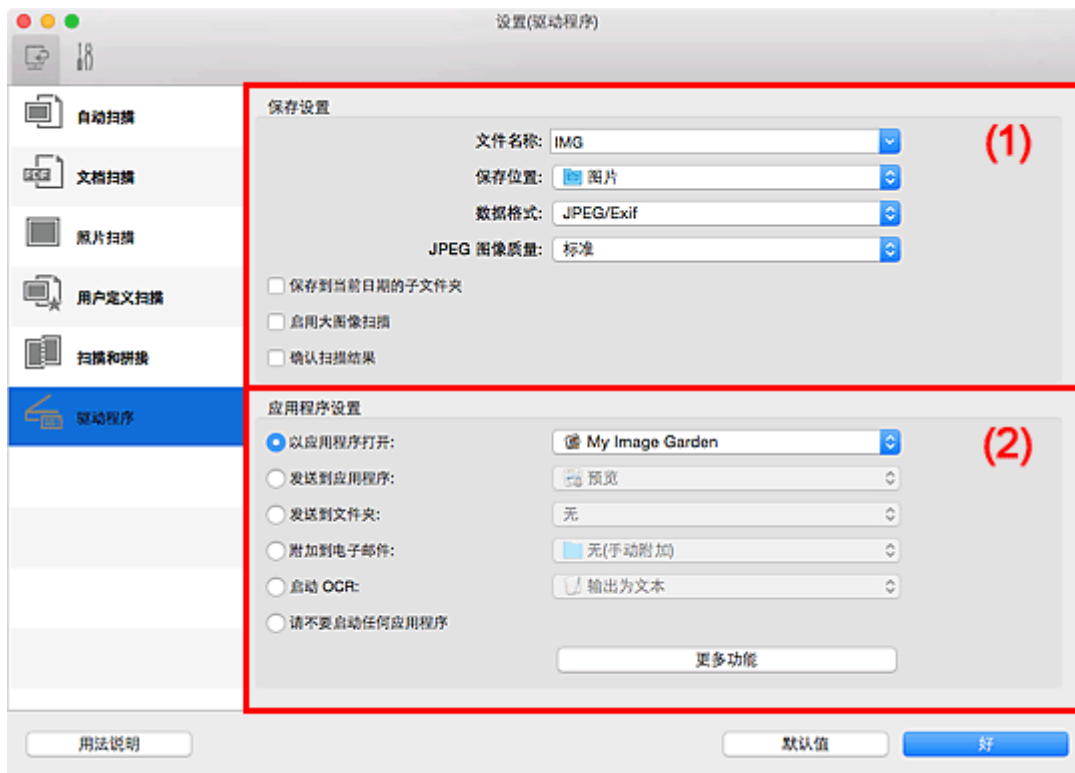 设置(驱动程序)
自动扫描
文档扫描
照片扫描
用户定义扫描
扫描和拼接
驱动程序
保存设置
(1)
文件名称: IMG
保存位置: 图片
数据格式: JPEG/Exif
JPEG 图像质量: 标准
保存到当前日期的子文件夹
启用大图像扫描
确认扫描结果
应用程序设置
(2)
以应用程序打开: My Image Garden
发送到应用程序: 预览
发送到文件夹: 无
附加到电子邮件: 无(手动附加)
启动 OCR: 输出为文本
请不要启动任何应用程序
更多功能
用法说明 默认值 好